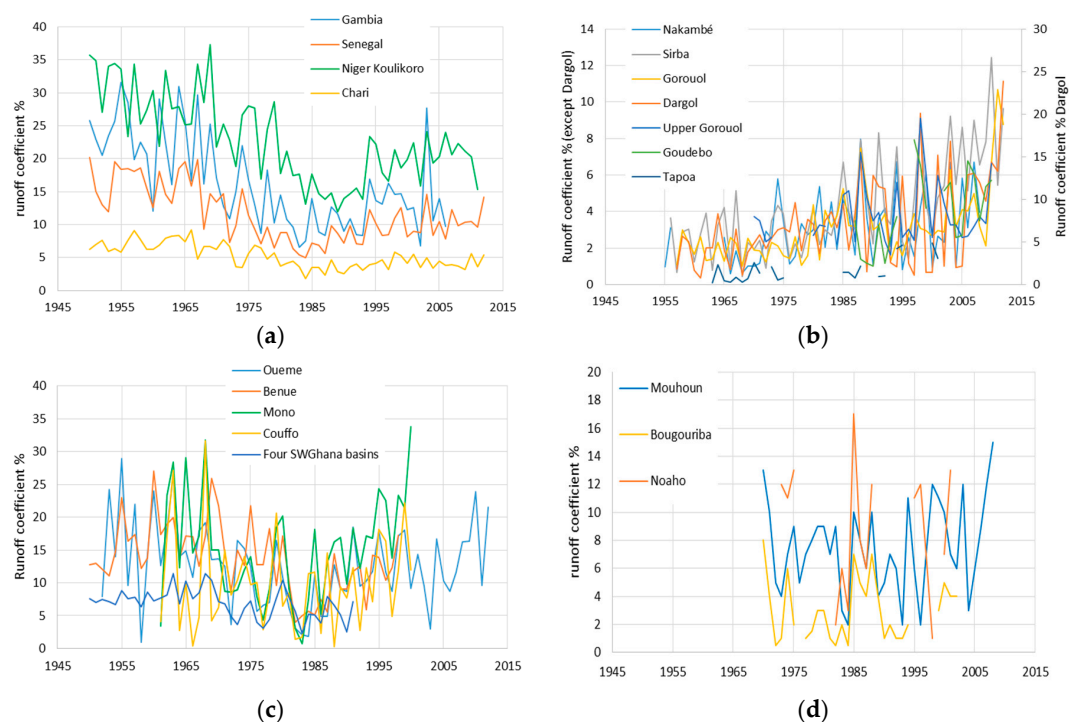 Gambia
Senegal
Niger Koulikoro
Chari
runoff coefficient %
40
35
30
25
20
15
10
5
0
1945 1955 1965 1975 1985 1995 2005 2015
(a)
Nakambé
Sirba
Gorouol
Dargol
Upper Gorouol
Goudebo
Tapoa
Runoff coefficient % (except Dargol)
14
12
10
8
6
4
2
0
Runoff coefficient % Dargol
30
25
20
15
10
5
0
1945 1955 1965 1975 1985 1995 2005 2015
(b)
Oueme
Benue
Mono
Couffo
Four SWGhana basins
Runoff coefficient %
40
35
30
25
20
15
10
5
0
1945 1955 1965 1975 1985 1995 2005 2015
(c)
Mouhoun
Bougouriba
Noaho
runoff coefficient %
20
18
16
14
12
10
8
6
4
2
0
1945 1955 1965 1975 1985 1995 2005 2015
(d)